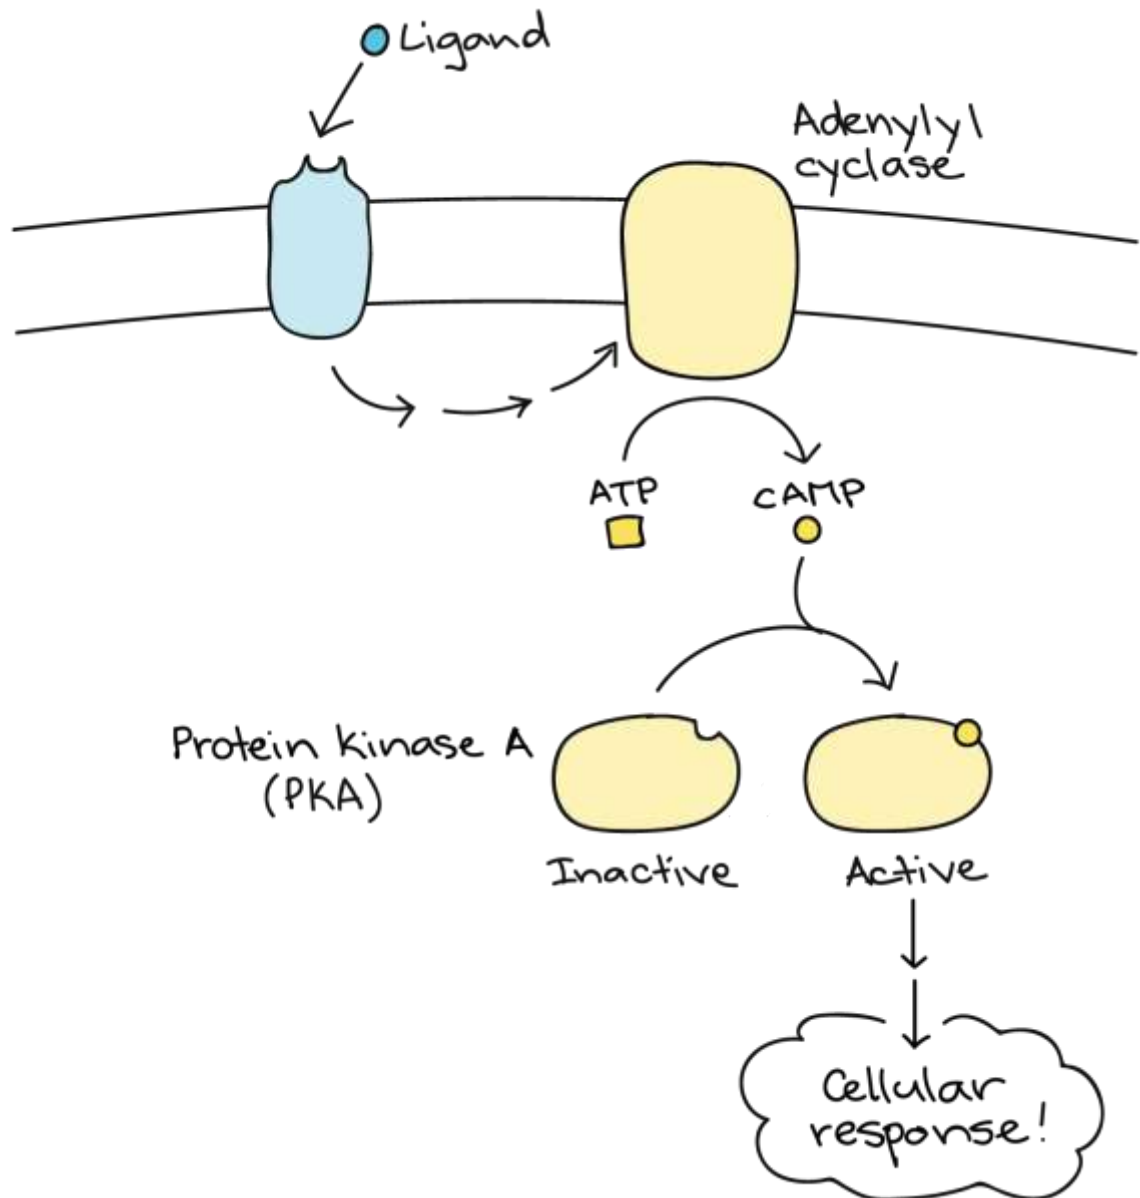 Ligand
Adenylyl
cyclase
ATP
cAMP
Protein kinase A
(PKA)
Inactive
Active
Cellular
response!